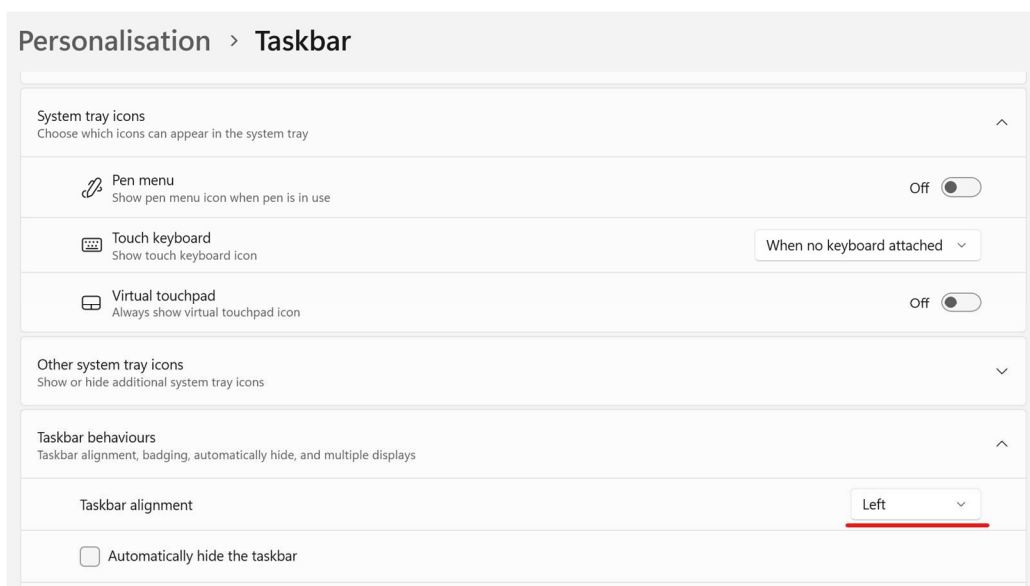 Personalisation > Taskbar
System tray icons
Choose which icons can appear in the system tray
Pen menu
Show pen menu icon when pen is in use
Off
Touch keyboard
Show touch keyboard icon
When no keyboard attached
Virtual touchpad
Always show virtual touchpad icon
Off
Other system tray icons
Show or hide additional system tray icons
Taskbar behaviours
Taskbar alignment, badging, automatically hide, and multiple displays
Taskbar alignment
Left
Automatically hide the taskbar